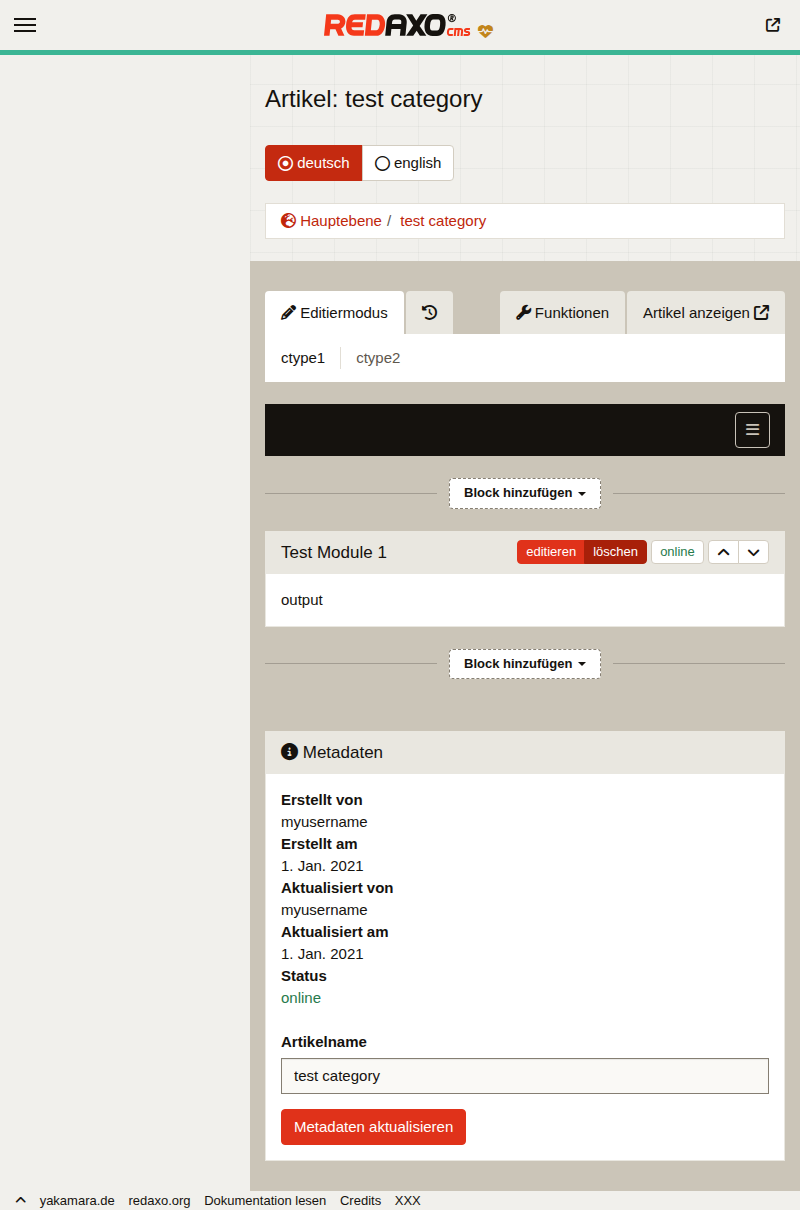 REDAXO® cms
Artikel: test category
deutsch english
Hauptebene / test category
Editiermodus Funktionen Artikel anzeigen
ctype1 ctype2
Block hinzufügen
Test Module 1 editieren löschen online
output
Block hinzufügen
Metadaten
Erstellt von
myusername
Erstellt am
1. Jan. 2021
Aktualisiert von
myusername
Aktualisiert am
1. Jan. 2021
Status
online
Artikelname
test category
Metadaten aktualisieren
yakamara.de redaxo.org Dokumentation lesen Credits XXX